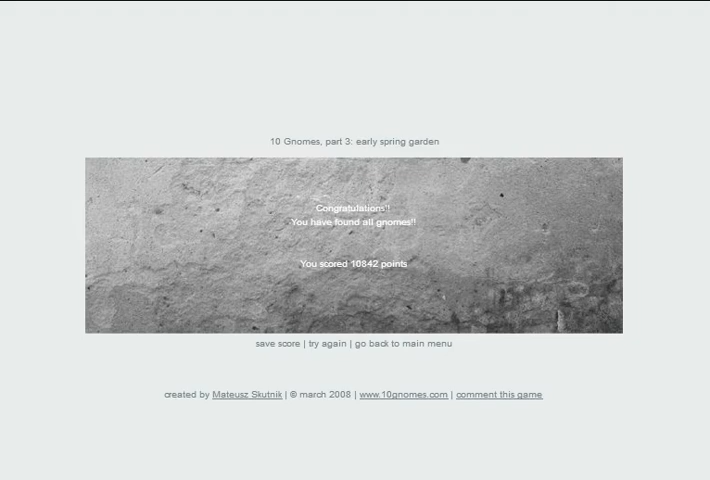 10 Gnomes, part 3: early spring garden
Congratulations!!
You have found all gnomes!!
You scored 10842 points
save score | try again | go back to main menu
created by Mateusz Skutnik | © march 2008 | www.10gnomes.com | comment this game